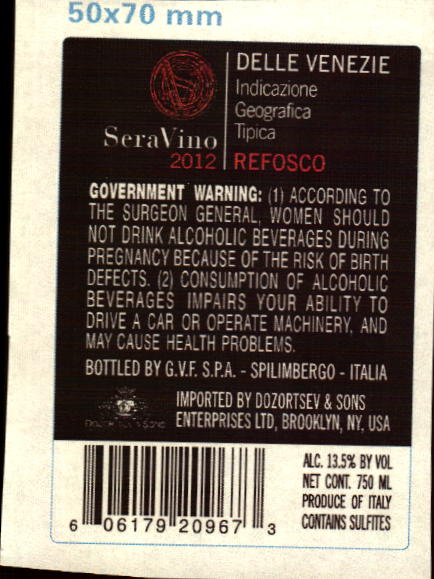 50x70 mm
DELLE VENEZIE
Indicazione
Geografica
Tipica
SeraVino
2012 REFOSCO
GOVERNMENT WARNING: (1) ACCORDING TO
THE SURGEON GENERAL, WOMEN SHOULD
NOT DRINK ALCOHOLIC BEVERAGES DURING
PREGNANCY BECAUSE OF THE RISK OF BIRTH
DEFECTS. (2) CONSUMPTION OF ALCOHOLIC
BEVERAGES IMPAIRS YOUR ABILITY TO
DRIVE A CAR OR OPERATE MACHINERY, AND
MAY CAUSE HEALTH PROBLEMS.
BOTTLED BY G.V.F. S.P.A. - SPILIMBERGO - ITALIA
IMPORTED BY DOZORTSEV & SONS
ENTERPRISES LTD, BROOKLYN, NY, USA
ALC. 13.5% BY VOL
NET CONT. 750 ML
PRODUCE OF ITALY
CONTAINS SULFITES
6 06179 20967 3